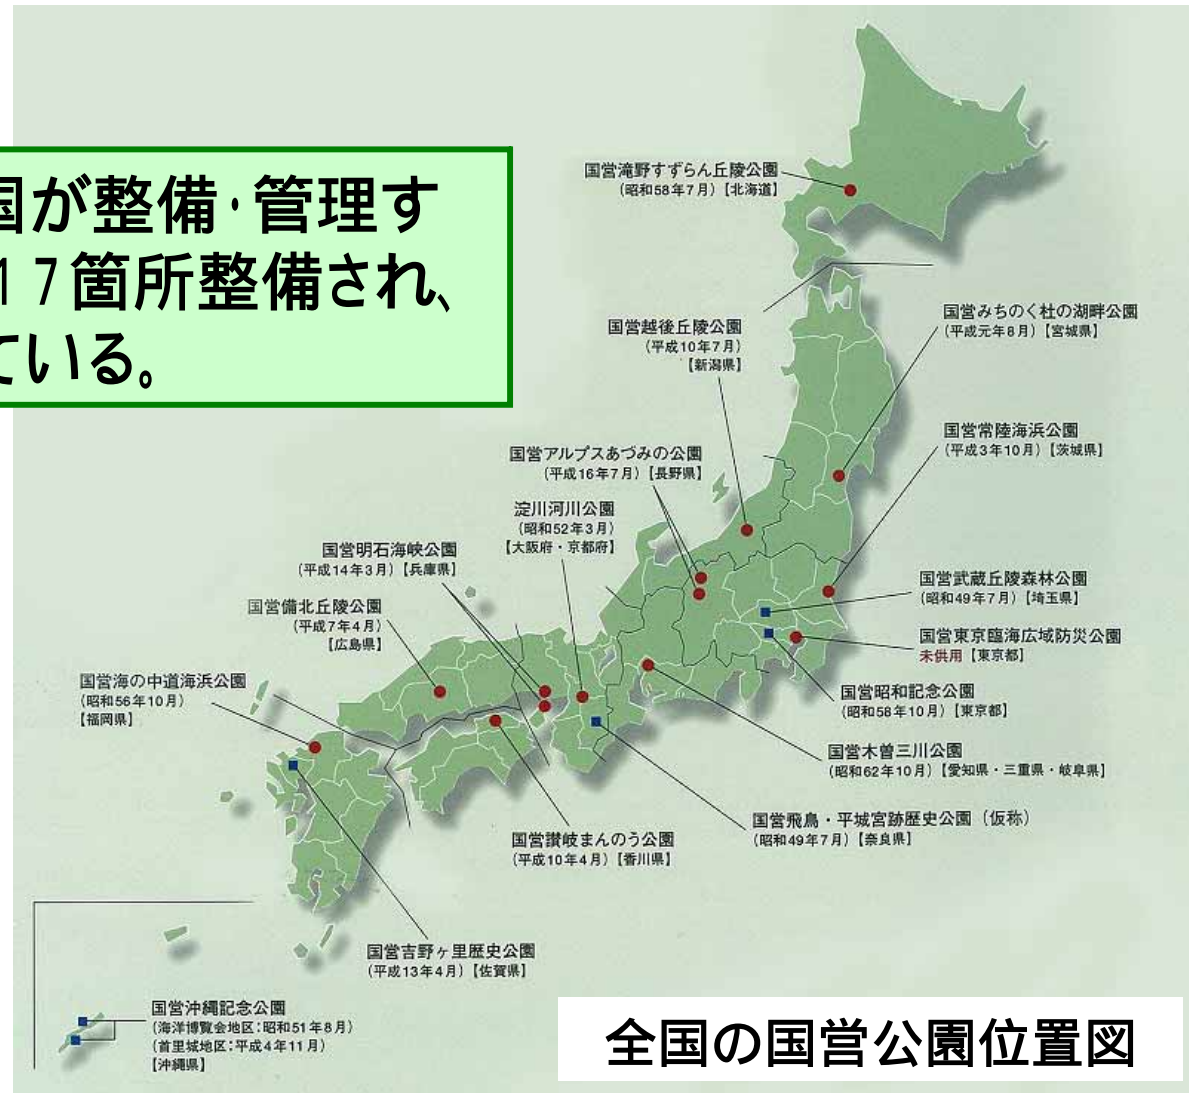 国が整備･管理す
17箇所整備され、
ている。
国営滝野すずらん丘陵公園
(昭和58年7月)【北海道】
国営越後丘陵公園
(平成10年7月)
【新潟県】
国営みちのく杜の湖畔公園
(平成元年8月)【宮城県】
国営常陸海浜公園
(平成3年10月)【茨城県】
国営アルプスあづみの公園
(平成16年7月)【長野県】
淀川河川公園
(昭和52年3月)
【大阪府・京都府】
国営明石海峡公園
(平成14年3月)【兵庫県】
国営備北丘陵公園
(平成7年4月)
【広島県】
国営武蔵丘陵森林公園
(昭和49年7月)【埼玉県】
国営東京臨海広域防災公園
未供用【東京都】
国営海の中道海浜公園
(昭和56年10月)
【福岡県】
国営昭和記念公園
(昭和58年10月)【東京都】
国営木曽三川公園
(昭和62年10月)【愛知県・三重県・岐阜県】
国営飛鳥・平城宮跡歴史公園(仮称)
(昭和49年7月)【奈良県】
国営讃岐まんのう公園
(平成10年4月)【香川県】
国営吉野ヶ里歴史公園
(平成13年4月)【佐賀県】
国営沖縄記念公園
(海洋博覧会地区:昭和51年8月)
(首里城地区:平成4年11月)
【沖縄県】
全国の国営公園位置図